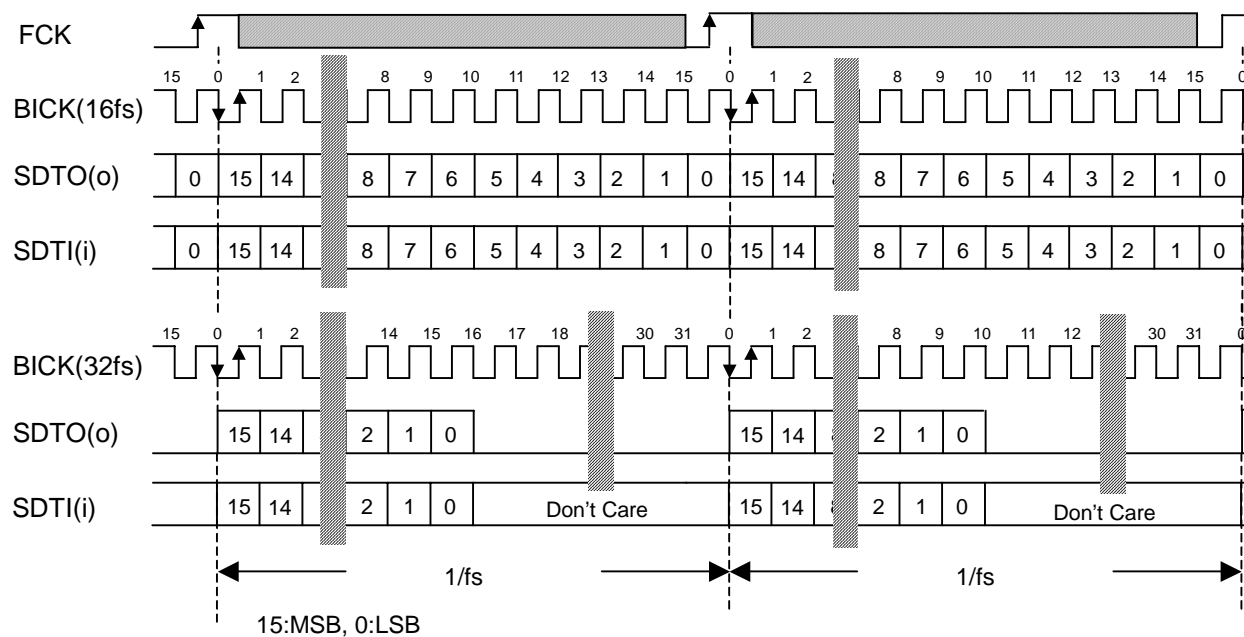 FCK
15 0 1 2 8 9 10 11 12 13 14 15 0 1 2 8 9 10 11 12 13 14 15 0
BICK(16fs)
SDTO(o) 0 15 14 8 7 6 5 4 3 2 1 0 15 14 8 8 7 6 5 4 3 2 1 0
SDTI(i) 0 15 14 8 7 6 5 4 3 2 1 0 15 14 8 7 6 5 4 3 2 1 0
15 0 1 2 14 15 16 17 18 30 31 0 1 2 8 9 10 11 12 30 31 0
BICK(32fs)
SDTO(o) 15 14 2 1 0 15 14 8 2 1 0
SDTI(i) 15 14 2 1 0 Don't Care 15 14 8 2 1 0 Don't Care
1/fs 1/fs
15:MSB, 0:LSB